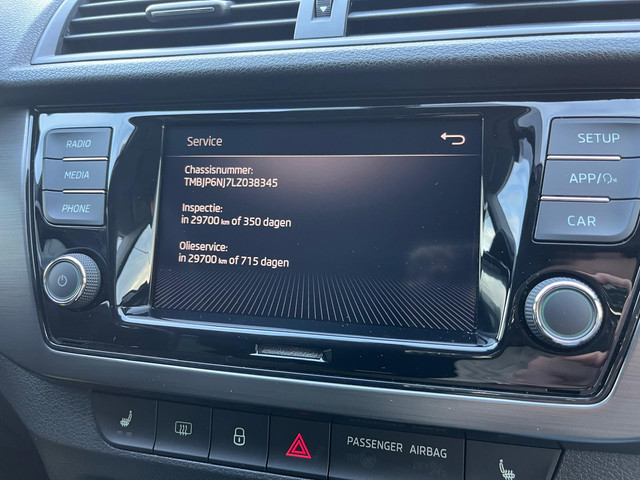 Service
Chassisnummer:
TMBJP6NJ7LZ038345
Inspectie:
in 29700 km of 350 dagen
Olieservice:
in 29700 km of 715 dagen
RADIO
MEDIA
PHONE
SETUP
APP/
CAR
PASSENGER AIRBAG